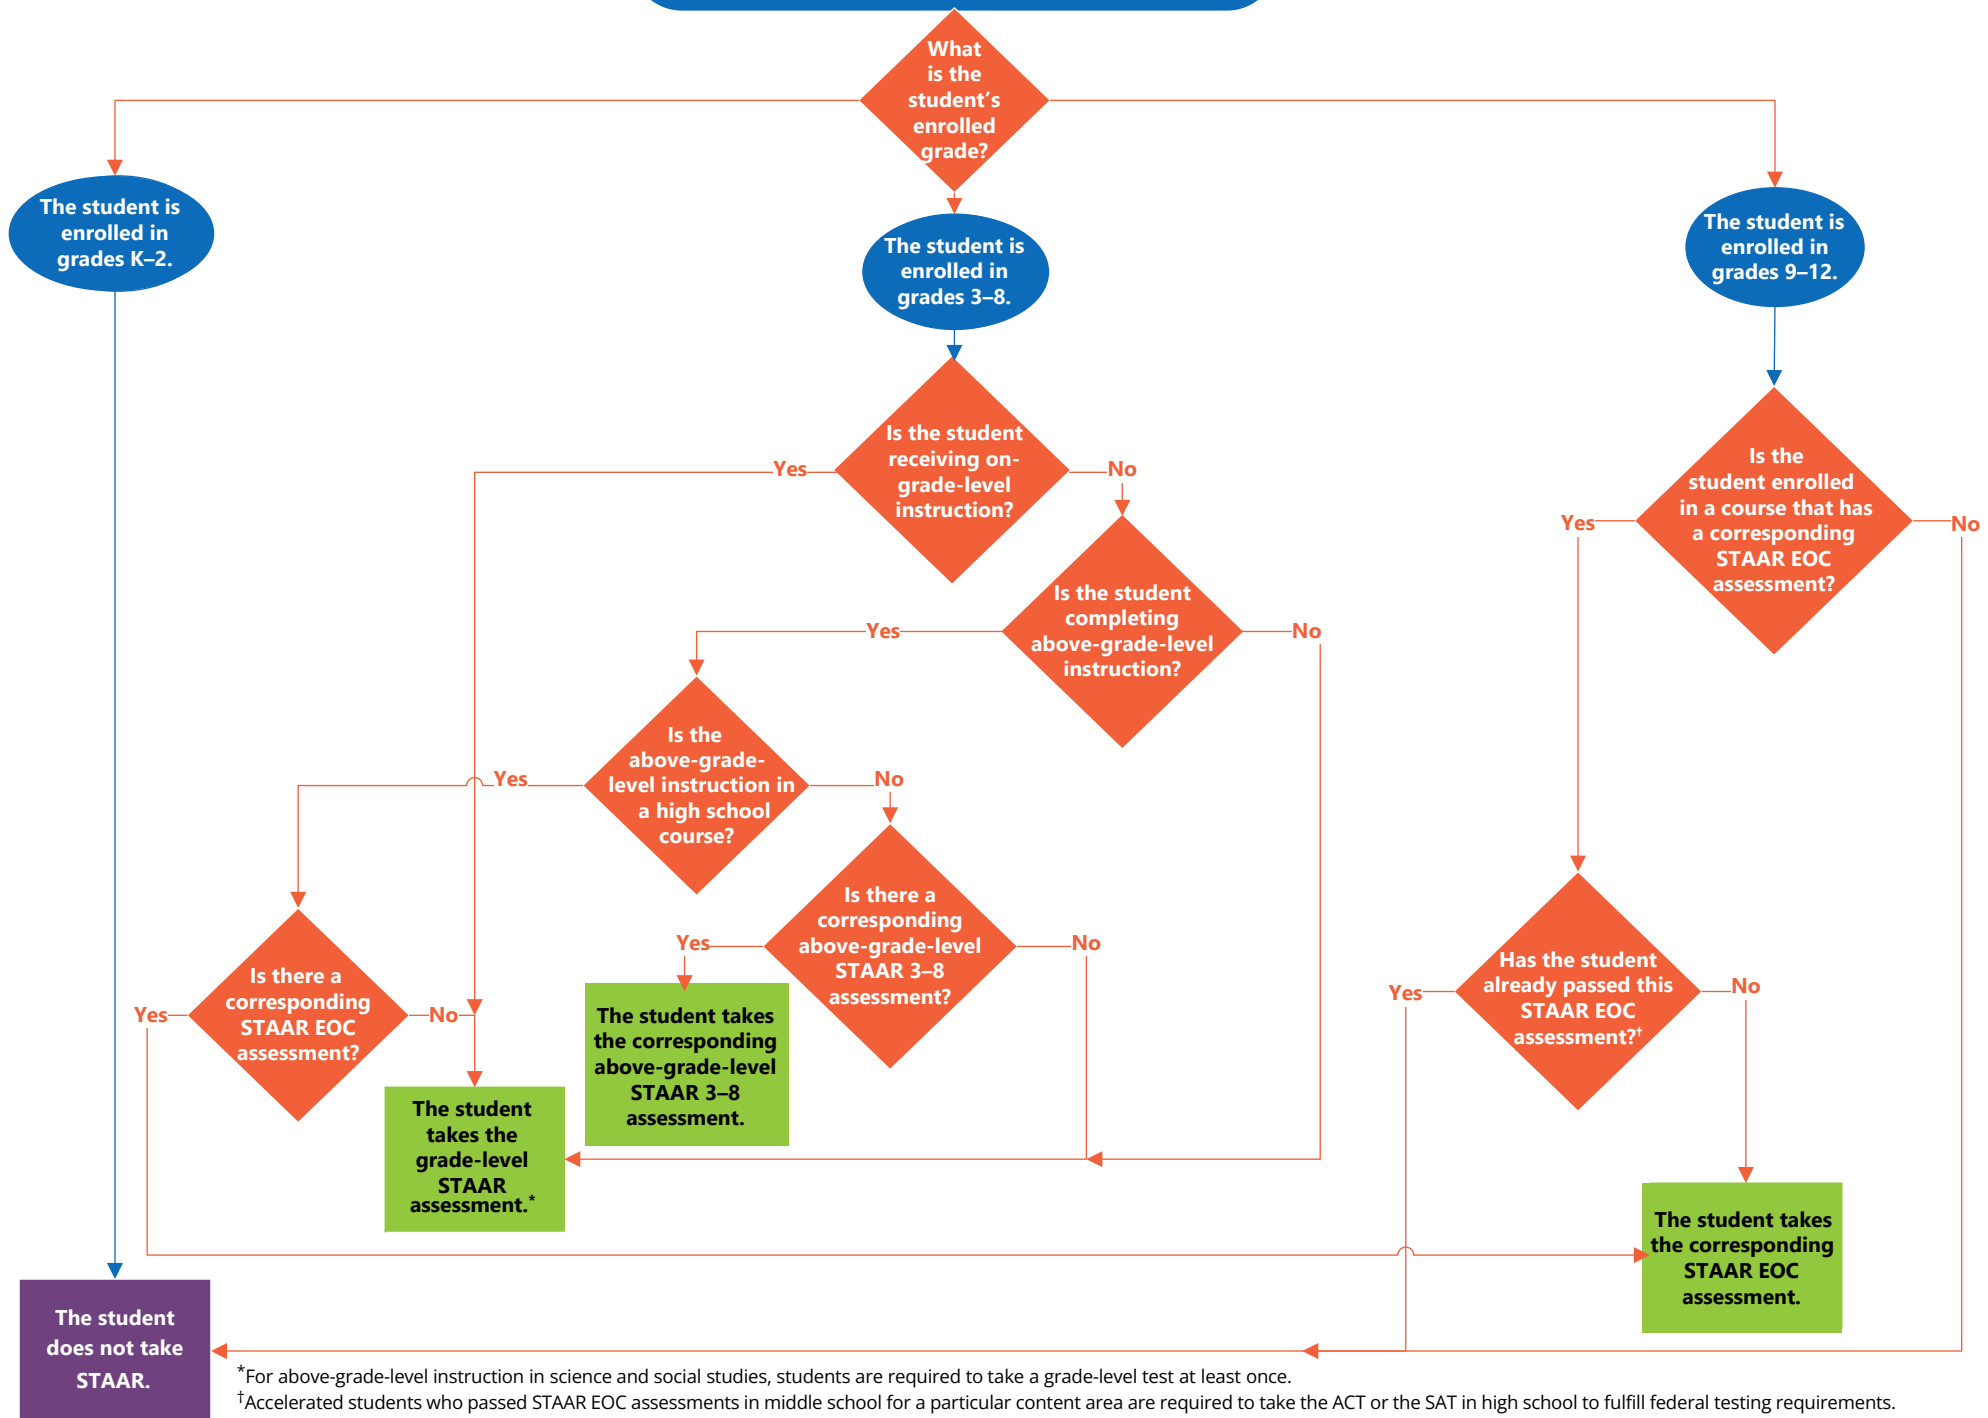 What
is the
student's
enrolled
grade?
The student is
enrolled in
grades K–2.
The student is
enrolled in
grades 3–8.
The student is
enrolled in
grades 9–12.
Is the student
receiving on-
grade-level
instruction?
Yes
No
Is the
student enrolled
in a course that has
a corresponding
STAAR EOC
assessment?
Yes
No
Is the student
completing
above-grade-level
instruction?
Yes
No
Is the
above-grade-
level instruction in
a high school
course?
Yes
No
Is there a
corresponding
above-grade-level
STAAR 3–8
assessment?
Yes
No
Is there a
corresponding
STAAR EOC
assessment?
Yes
No
Has the student
already passed this
STAAR EOC
assessment?†
Yes
No
The student takes
the corresponding
above-grade-level
STAAR 3–8
assessment.
The student
takes the
grade-level
STAAR
assessment.*
The student takes
the corresponding
STAAR EOC
assessment.
The student
does not take
STAAR.
*For above-grade-level instruction in science and social studies, students are required to take a grade-level test at least once.
†Accelerated students who passed STAAR EOC assessments in middle school for a particular content area are required to take the ACT or the SAT in high school to fulfill federal testing requirements.